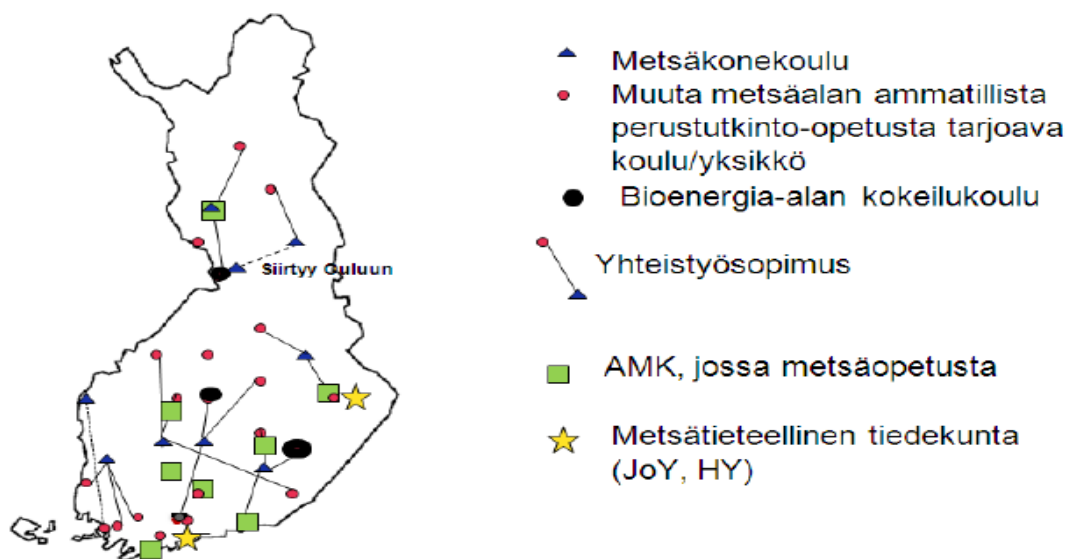 Metsäkonekoulu
Muuta metsäalan ammatillista
perustutkinto-opetusta tarjoava
koulu/yksikkö
Bioenergia-alan kokeilukoulu
Siirtyy Ouluun
Yhteistyösopimus
AMK, jossa metsäopetusta
Metsätieteellinen tiedekunta
(JoY, HY)